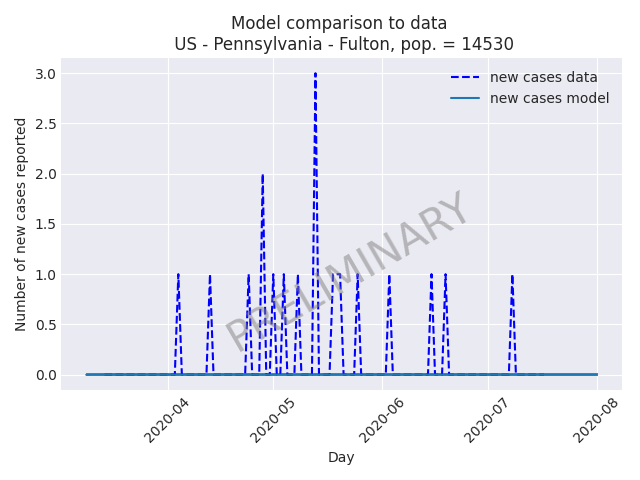 Model comparison to data
US - Pennsylvania - Fulton, pop. = 14530
new cases data
new cases model
Number of new cases reported
3.0
2.5
2.0
1.5
1.0
0.5
0.0
PRELIMINARY
2020-04
2020-05
2020-06
2020-07
2020-08
Day